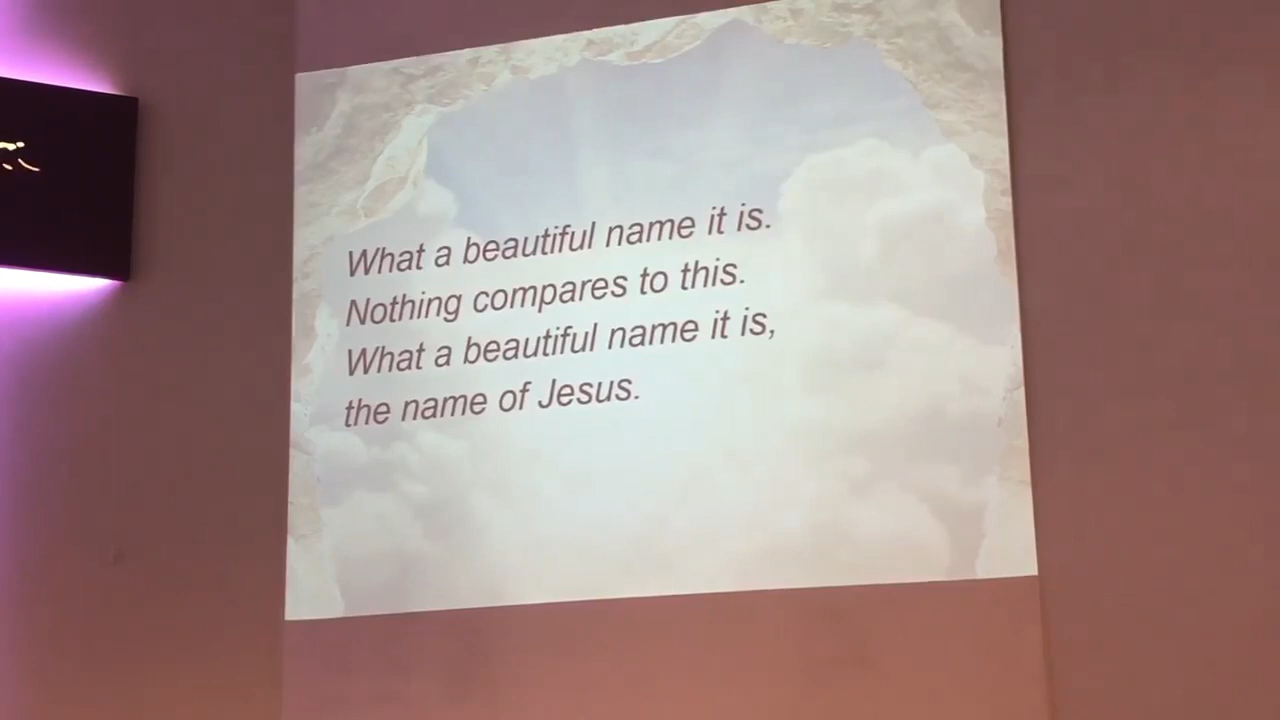 What a beautiful name it is.
Nothing compares to this.
What a beautiful name it is,
the name of Jesus.